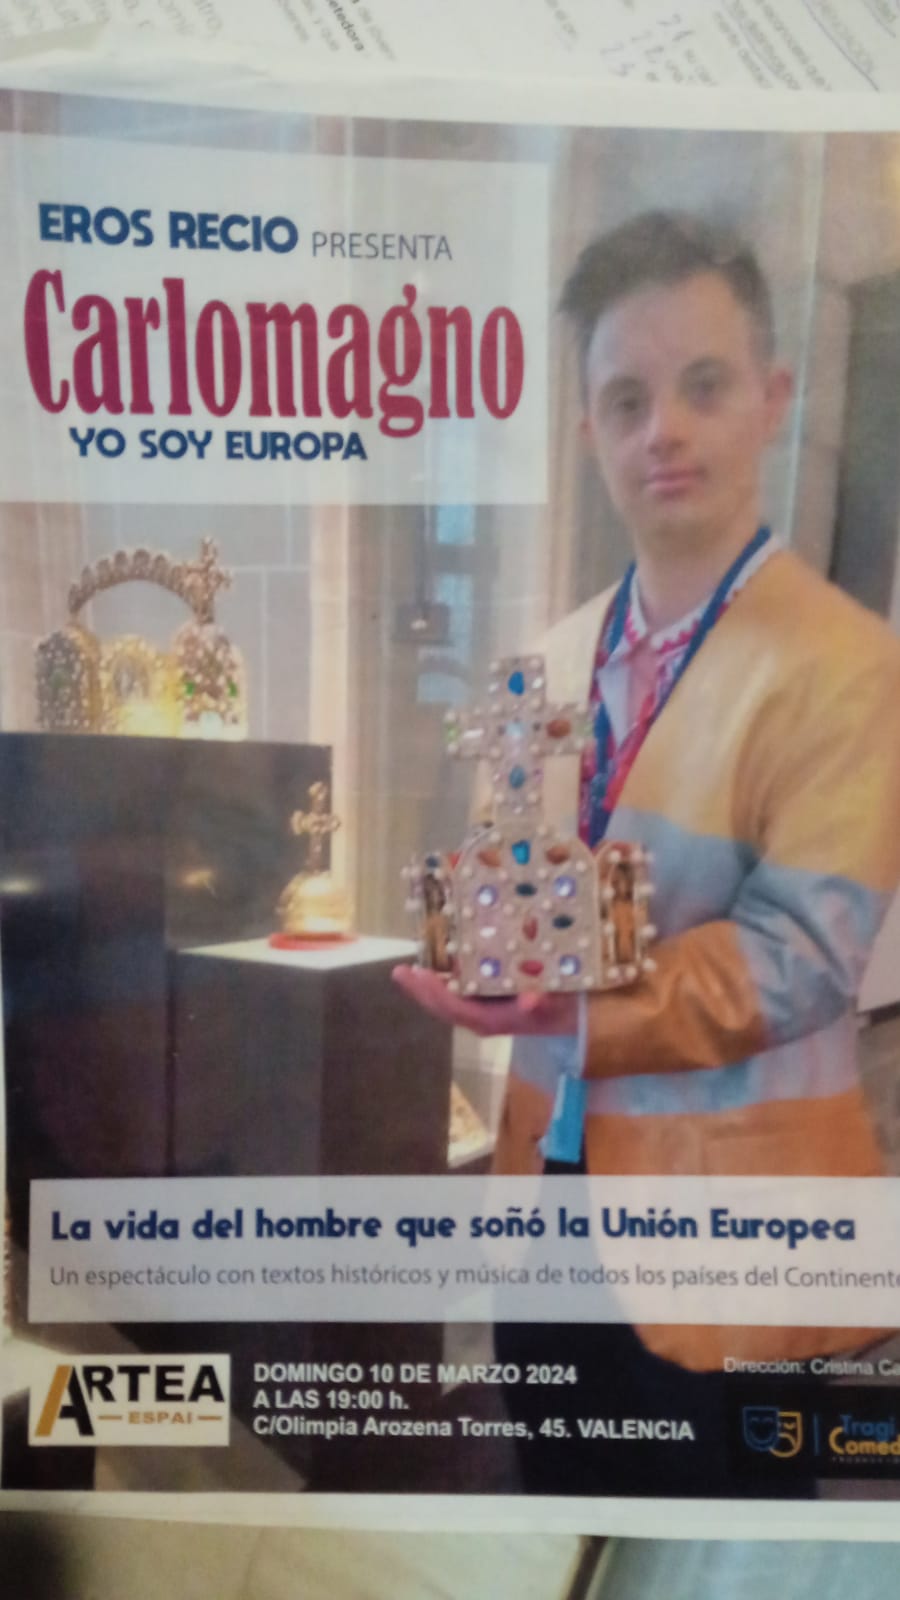 EROS RECIO PRESENTA
Carlomagno
YO SOY EUROPA
La vida del hombre que soñó la Unión Europea
Un espectáculo con textos históricos y música de todos los países del Continente
Dirección: Cristina
ARTEA
ESPAI
DOMINGO 10 DE MARZO 2024
A LAS 19:00 h.
C/Olimpia Arozena Torres, 45. VALENCIA
Tragi
Comed